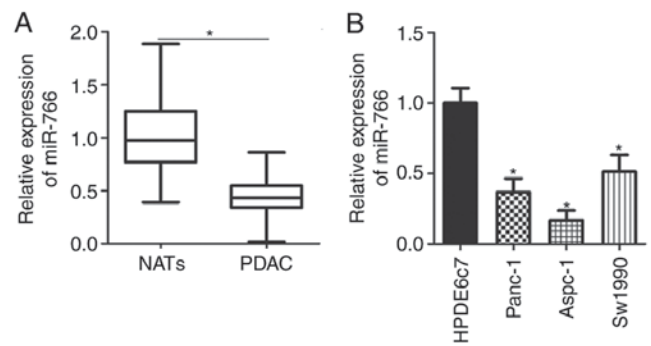 A
Relative expression
of miR-766
2.0
1.5
1.0
0.5
0.0
*
NATs
PDAC
B
Relative expression
of miR-766
1.5
1.0
0.5
0.0
*
*
*
HPDE6c7
Panc-1
Aspc-1
Sw1990